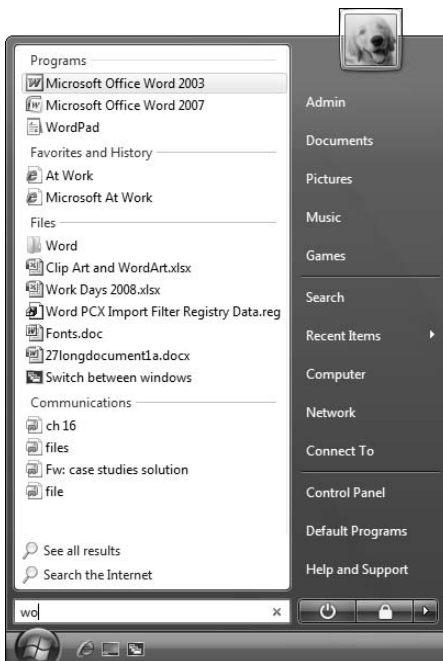 Programs
Microsoft Office Word 2003
Microsoft Office Word 2007
WordPad
Favorites and History
At Work
Microsoft At Work
Files
Word
Clip Art and WordArt.xlsx
Work Days 2008.xlsx
Word PCX Import Filter Registry Data.reg
Fonts.doc
27longdocument1a.docx
Switch between windows
Communications
ch 16
files
Fw: case studies solution
file
See all results
Search the Internet
wo
Admin
Documents
Pictures
Music
Games
Search
Recent Items
Computer
Network
Connect To
Control Panel
Default Programs
Help and Support